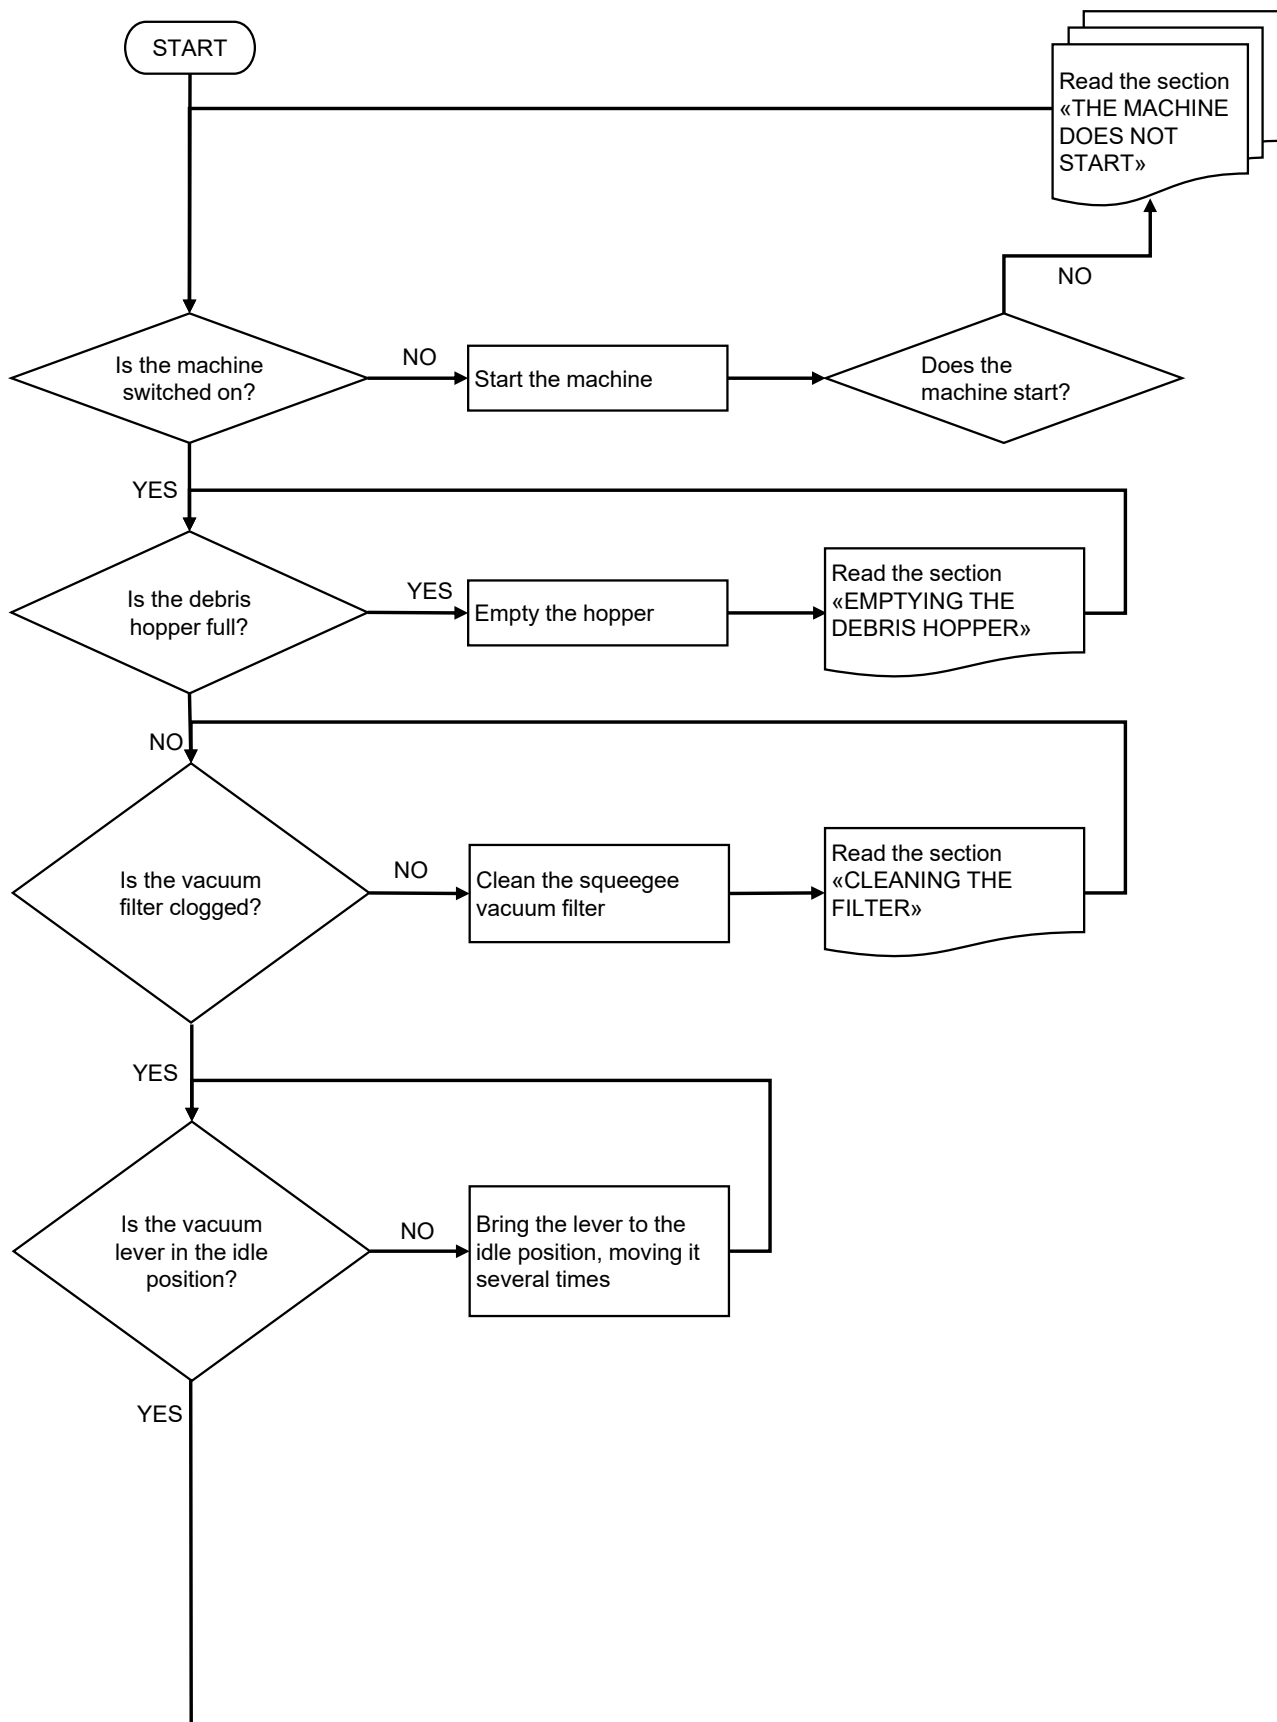 START
Read the section
«THE MACHINE
DOES NOT
START»
NO
Is the machine
switched on?
NO
Start the machine
Does the
machine start?
YES
Is the debris
hopper full?
YES
Empty the hopper
Read the section
«EMPTYING THE
DEBRIS HOPPER»
NO
Is the vacuum
filter clogged?
NO
Clean the squeegee
vacuum filter
Read the section
«CLEANING THE
FILTER»
YES
Is the vacuum
lever in the idle
position?
NO
Bring the lever to the
idle position, moving it
several times
YES